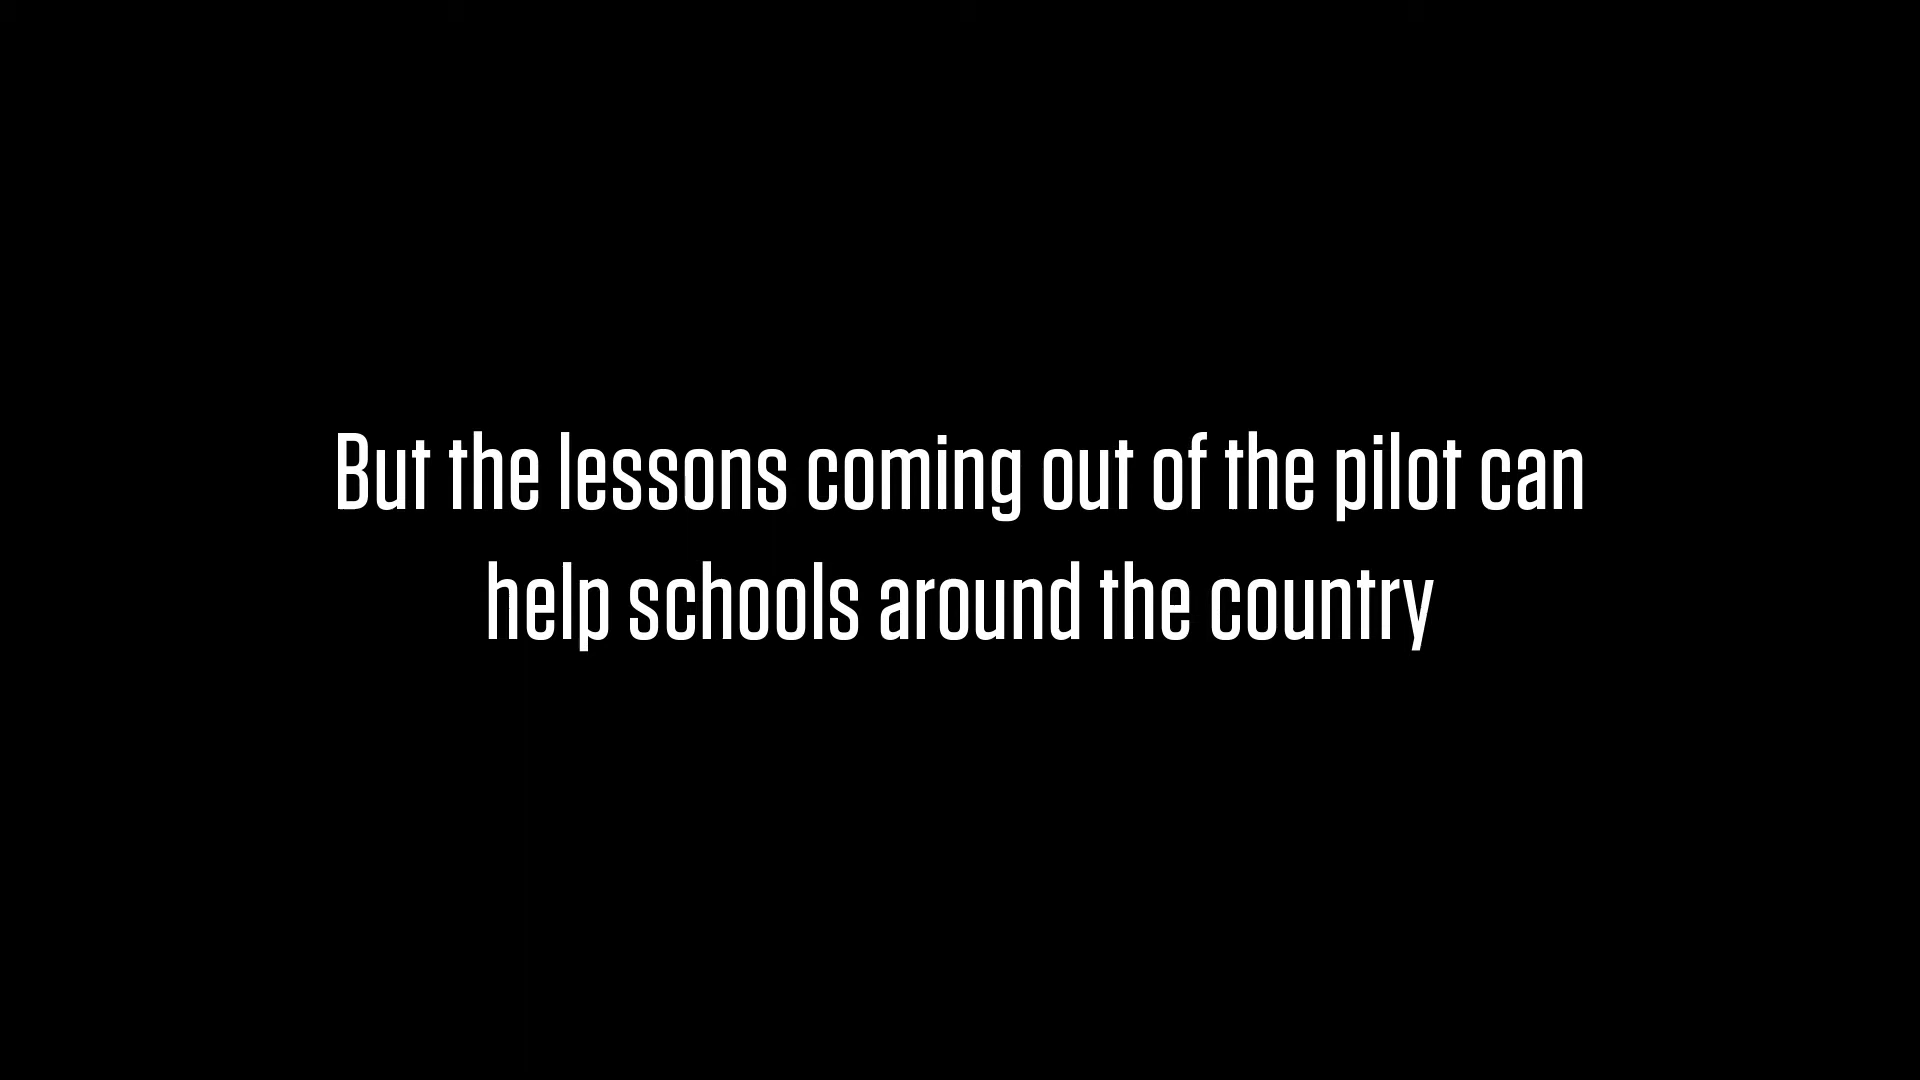 But the lessons coming out of the pilot can
help schools around the country